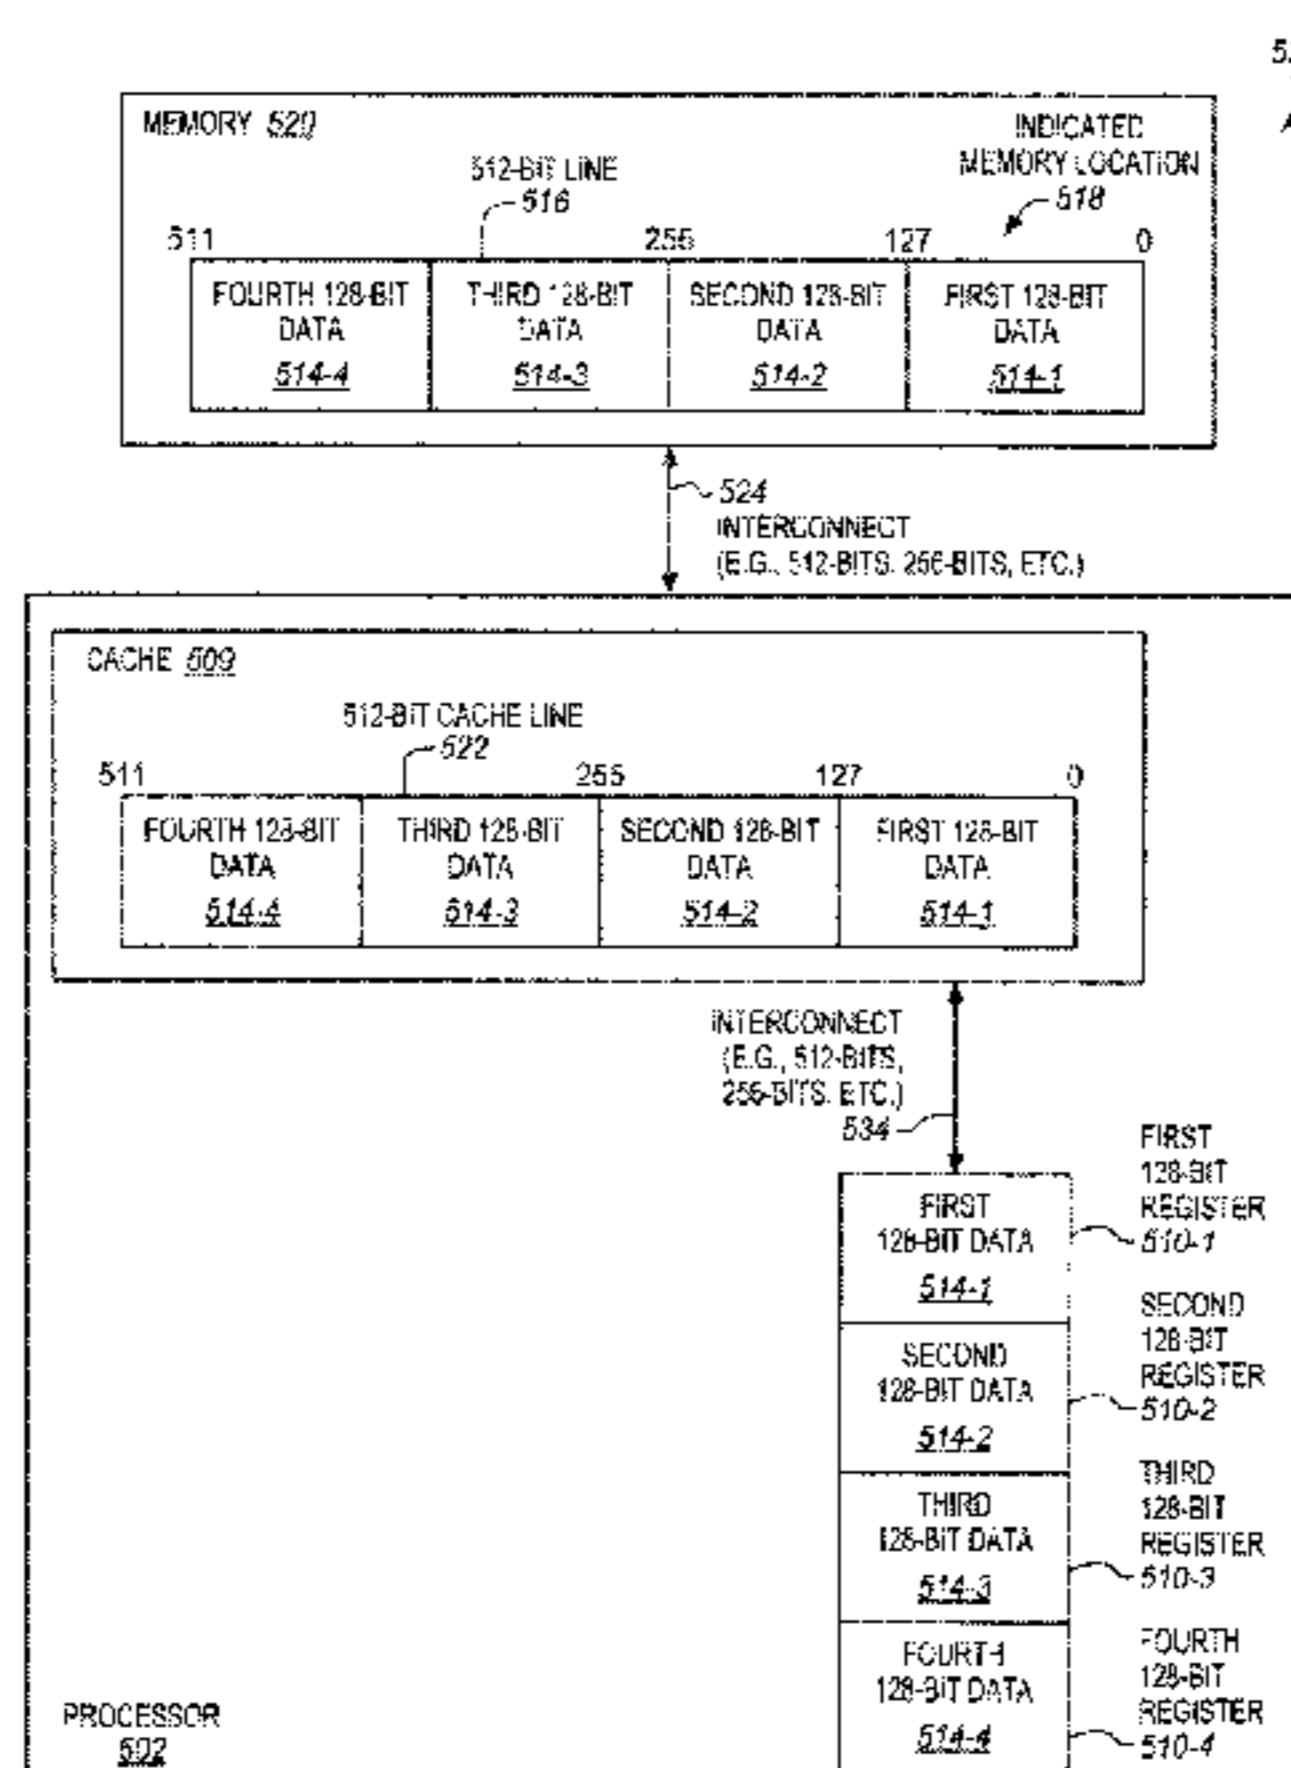 MEMORY 520
INDICATED
MEMORY LOCATION
518
512-BIT LINE
516
511
255
127
0
FOURTH 128-BIT
DATA
514-4
THIRD 128-BIT
DATA
514-3
SECOND 128-BIT
DATA
514-2
FIRST 128-BIT
DATA
514-1
524
INTERCONNECT
(E.G., 512-BITS, 256-BITS, ETC.)
CACHE 509
512-BIT CACHE LINE
522
511
255
127
0
FOURTH 128-BIT
DATA
514-4
THIRD 128-BIT
DATA
514-3
SECOND 128-BIT
DATA
514-2
FIRST 128-BIT
DATA
514-1
INTERCONNECT
(E.G., 512-BITS,
256-BITS, ETC.)
534
FIRST
128-BIT DATA
514-1
FIRST
128-BIT
REGISTER
510-1
SECOND
128-BIT DATA
514-2
SECOND
128-BIT
REGISTER
510-2
THIRD
128-BIT DATA
514-3
THIRD
128-BIT
REGISTER
510-3
FOURTH
128-BIT DATA
514-4
FOURTH
128-BIT
REGISTER
510-4
PROCESSOR
502